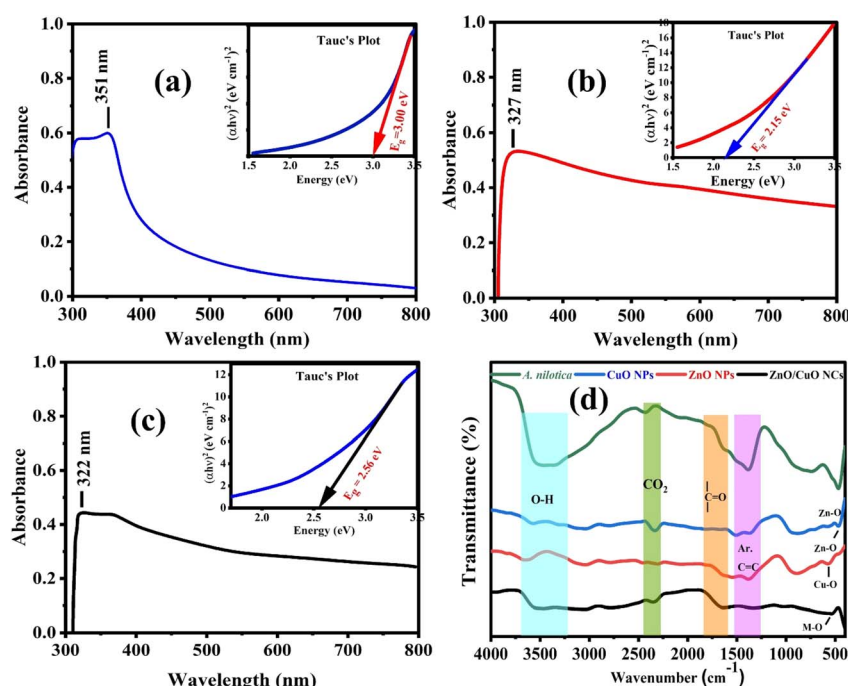 (a)
351 nm
Tauc's Plot
(αhν)² (eV cm⁻¹)²
E_g=3.00 eV
1.5 2.0 2.5 3.0 3.5
Energy (eV)
Absorbance
1.0
0.8
0.6
0.4
0.2
0.0
300 400 500 600 700 800
Wavelength (nm)
(b)
327 nm
Tauc's Plot
(αhν)² (eV cm⁻¹)²
18
16
14
12
10
8
6
4
2
0
E_g = 2.15 eV
1.5 2.0 2.5 3.0 3.5
Energy (eV)
Absorbance
1.0
0.8
0.6
0.4
0.2
0.0
300 400 500 600 700 800
Wavelength (nm)
(c)
322 nm
Tauc's Plot
(αhν)² (eV cm⁻¹)²
12
10
8
6
4
2
0
E_g = 2.56 eV
2.0 2.5 3.0 3.5
Energy (eV)
Absorbance
1.0
0.8
0.6
0.4
0.2
0.0
300 400 500 600 700 800
Wavelength (nm)
A. nilotica CuO NPs ZnO NPs ZnO/CuO NCs
(d)
Transmittance (%)
O-H
CO₂
C=O
Ar.
C=C
Zn-O
Zn-O
Cu-O
M-O
4000 3500 3000 2500 2000 1500 1000 500
Wavenumber (cm⁻¹)